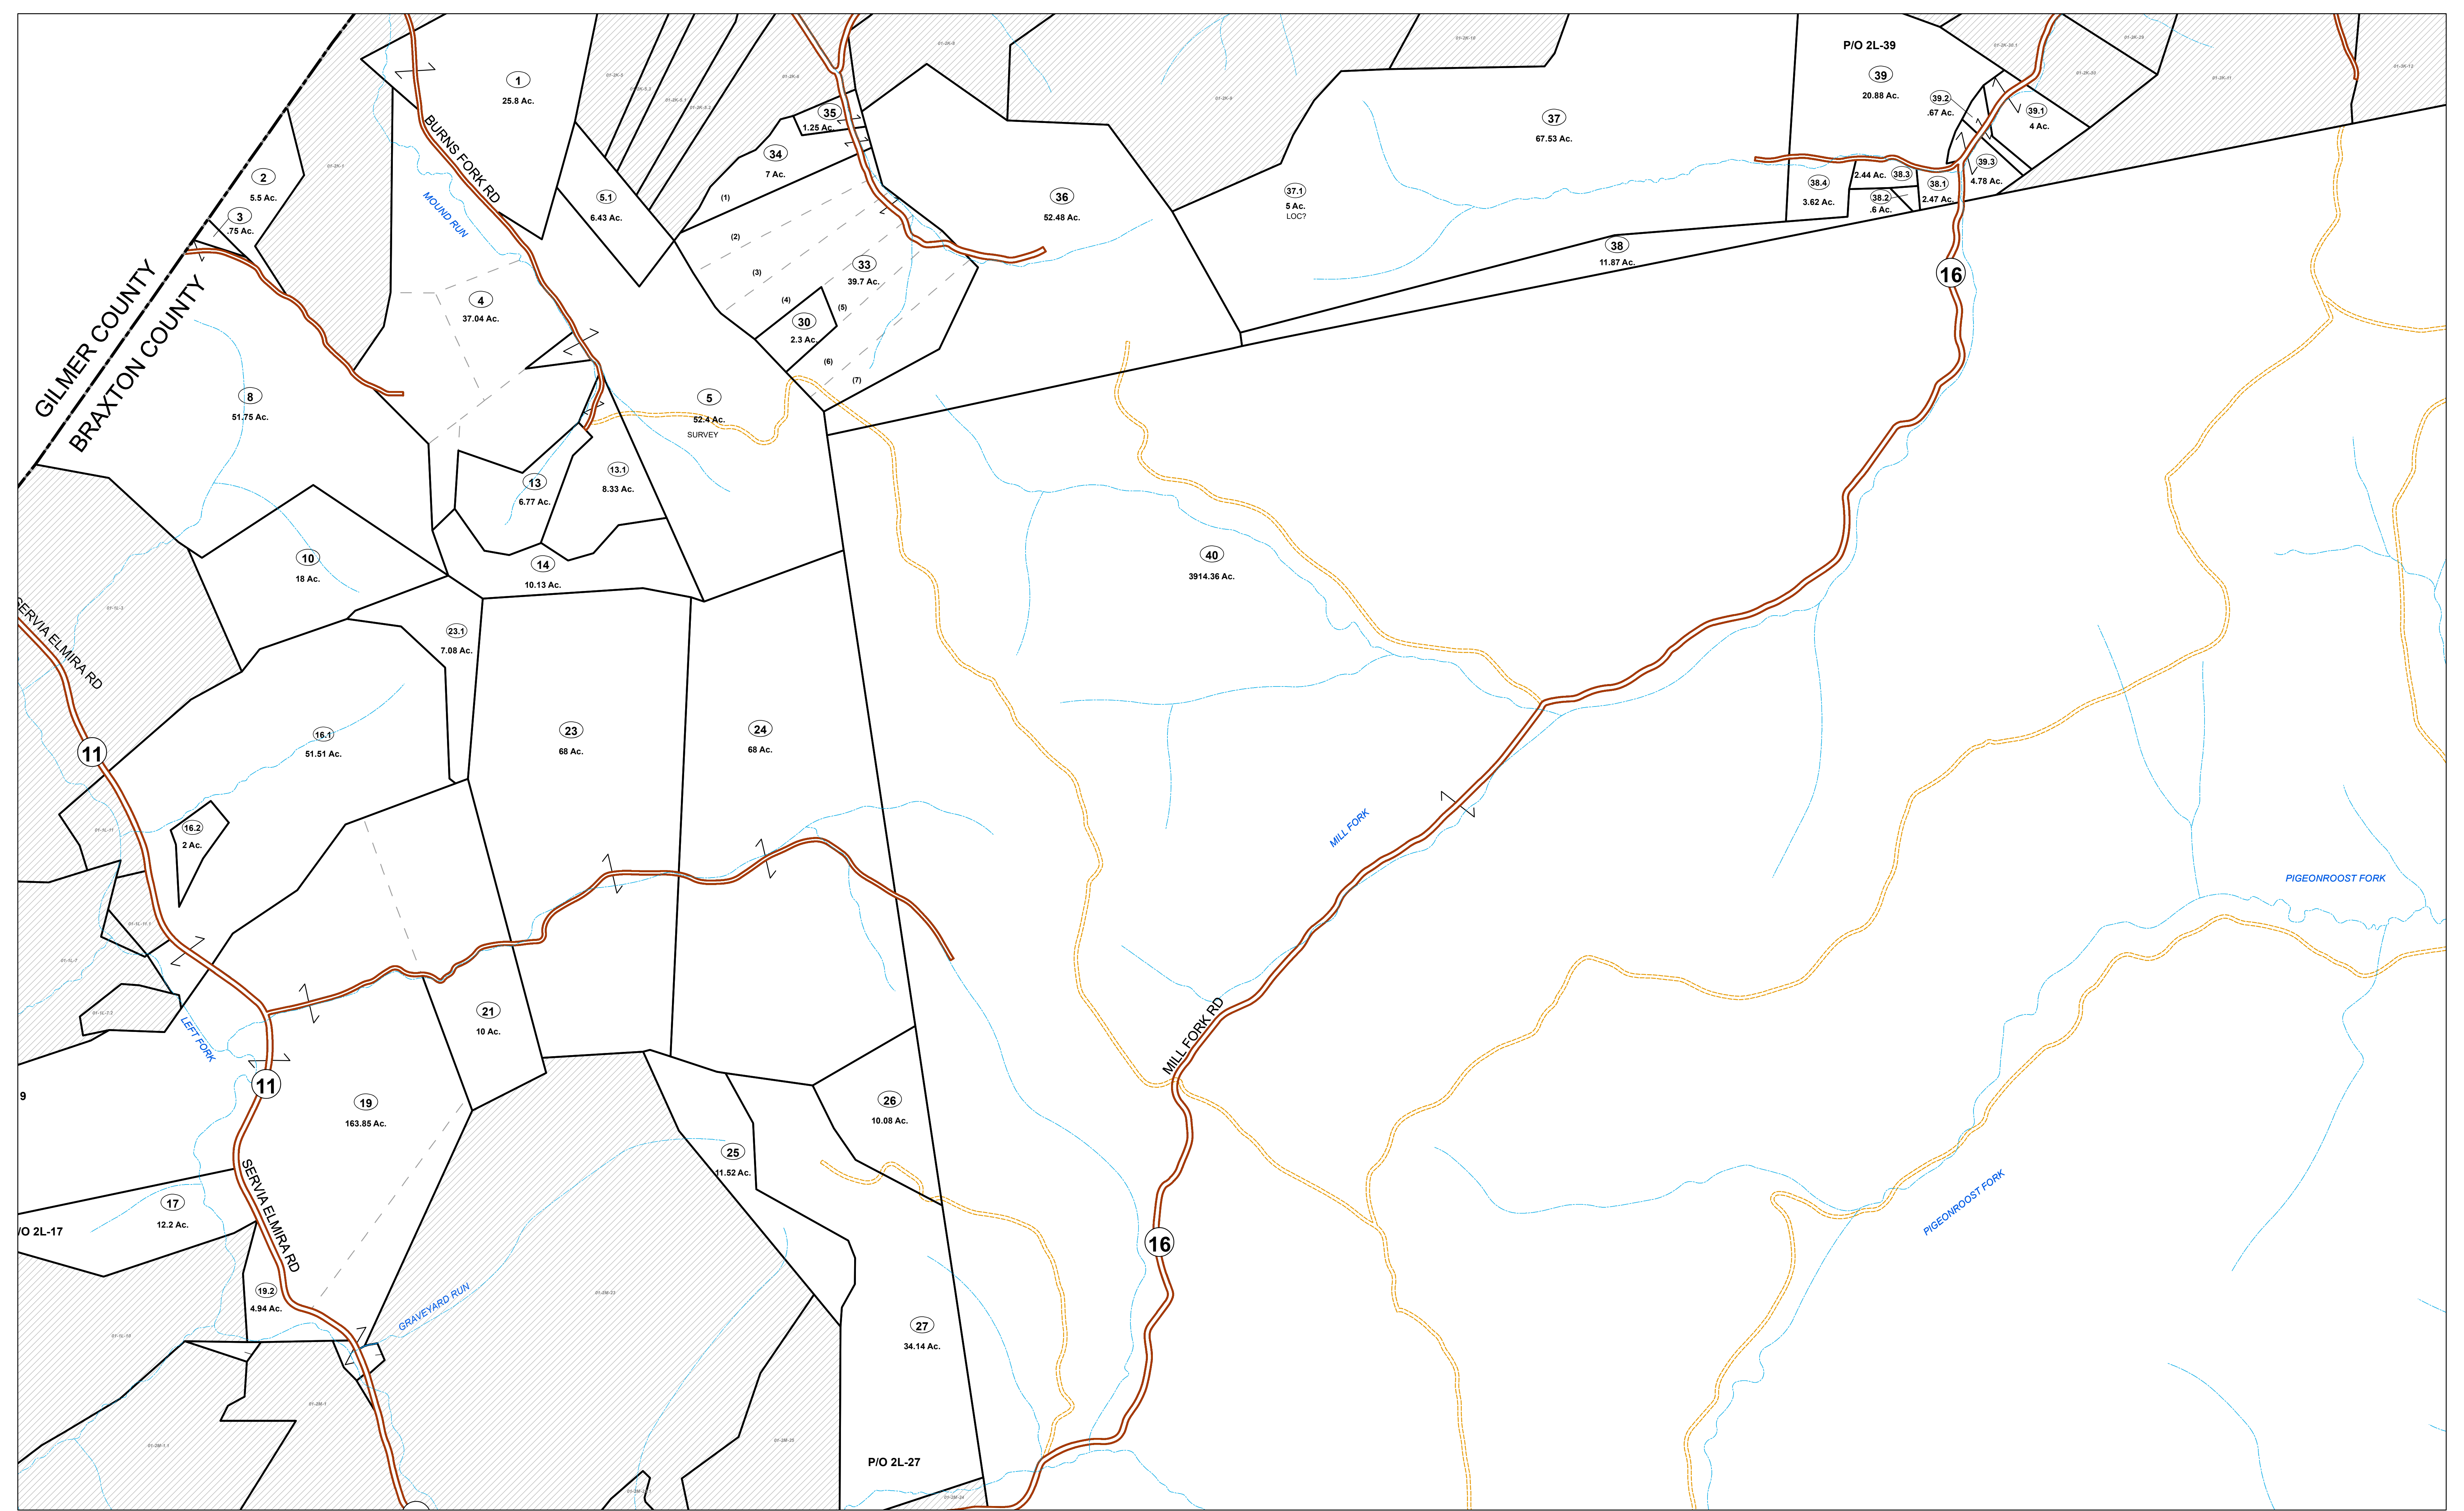 P/O 2L-39
1
25.8 Ac.
39
20.88 Ac.
39.2
.67 Ac.
39.1
4 Ac.
35
1.25 Ac.
37
67.53 Ac.
BURNS FORK RD
34
7 Ac.
39.3
4.78 Ac.
2
5.5 Ac.
2.44 Ac.
38.3
38.4
3.62 Ac.
38.1
2.47 Ac.
38.2
.6 Ac.
5.1
6.43 Ac.
(1)
36
52.48 Ac.
37.1
5 Ac.
LOC?
3
.75 Ac.
MOUND RUN
(2)
38
11.87 Ac.
(3)
33
39.7 Ac.
16
GILMER COUNTY
BRAXTON COUNTY
4
37.04 Ac.
(4)
(5)
30
2.3 Ac.
(6)
(7)
8
51.75 Ac.
5
52.4 Ac.
SURVEY
13.1
8.33 Ac.
13
6.77 Ac.
10
18 Ac.
14
10.13 Ac.
40
3914.36 Ac.
SERVIA ELMIRA RD
23.1
7.08 Ac.
16.1
51.51 Ac.
23
68 Ac.
24
68 Ac.
11
16.2
2 Ac.
MILL FORK
PIGEONROOST FORK
21
10 Ac.
LEFT FORK
MILL FORK RD
11
9
19
163.85 Ac.
26
10.08 Ac.
25
11.52 Ac.
17
12.2 Ac.
/O 2L-17
SERVIA ELMIRA RD
PIGEONROOST FORK
16
19.2
4.94 Ac.
GRAVEYARD RUN
27
34.14 Ac.
P/O 2L-27